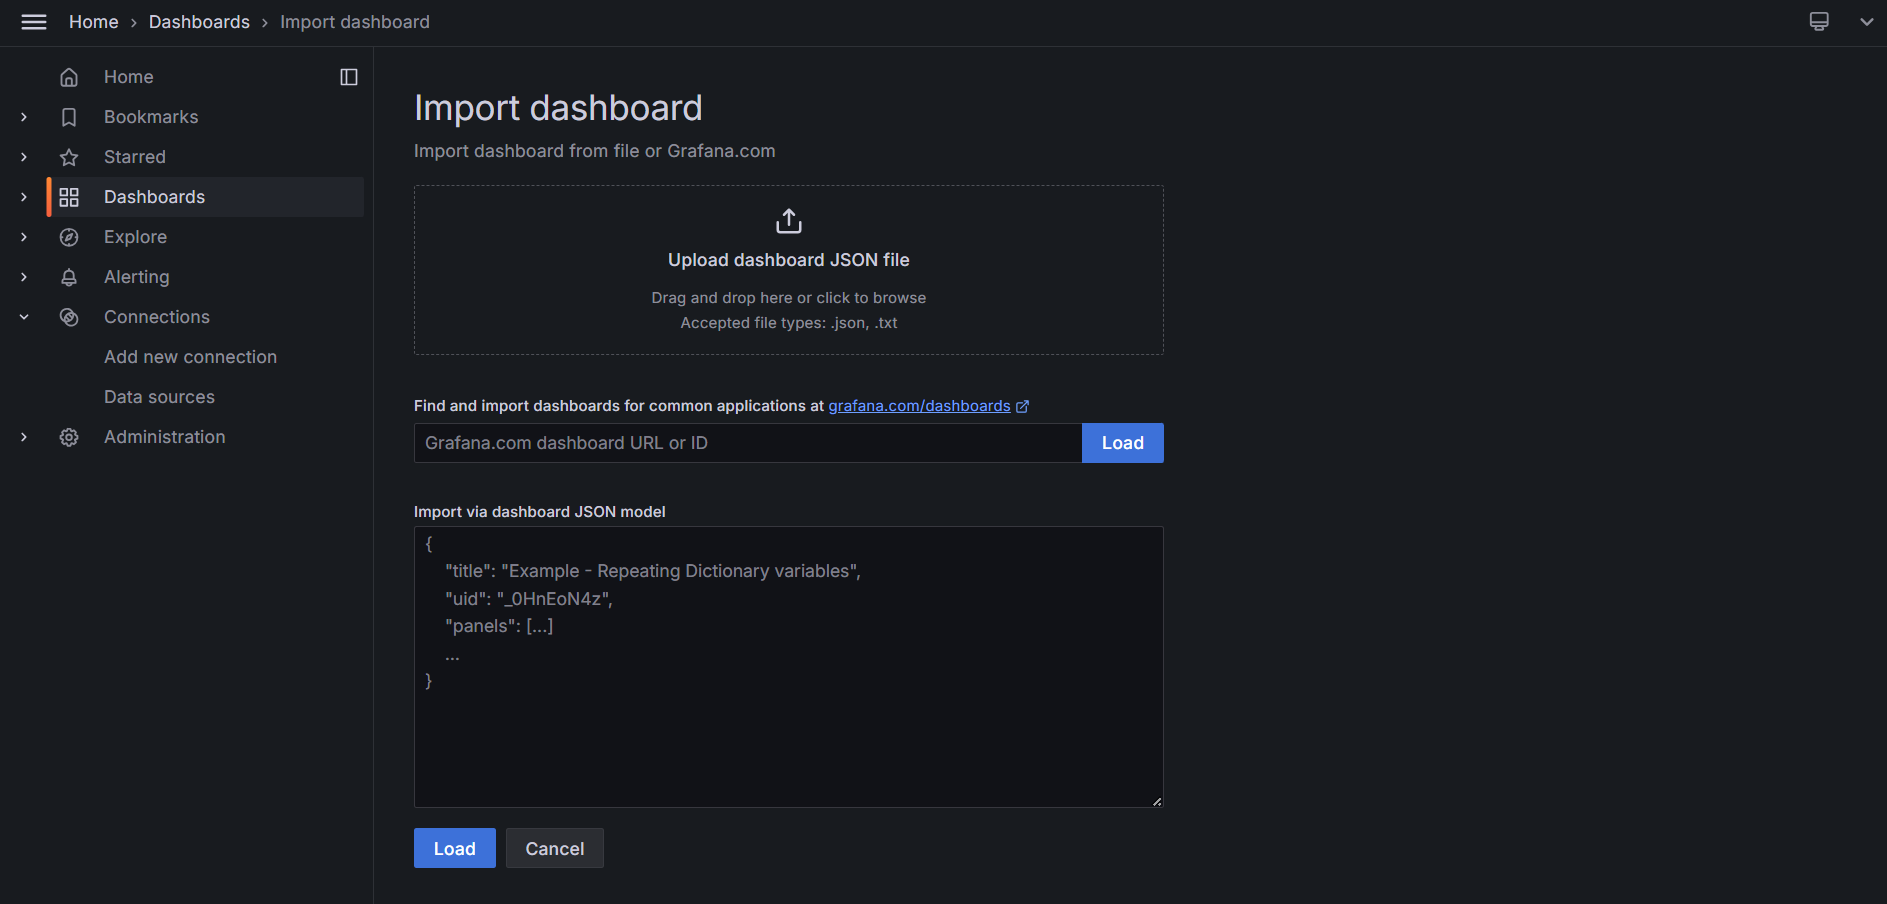 Home › Dashboards › Import dashboard
Home
Bookmarks
Starred
Dashboards
Explore
Alerting
Connections
Add new connection
Data sources
Administration
Import dashboard
Import dashboard from file or Grafana.com
Upload dashboard JSON file
Drag and drop here or click to browse
Accepted file types: .json, .txt
Find and import dashboards for common applications at grafana.com/dashboards
Grafana.com dashboard URL or ID
Load
Import via dashboard JSON model
{
"title": "Example - Repeating Dictionary variables",
"uid": "_0HnEoN4z",
"panels": [...]
...
}
Load
Cancel